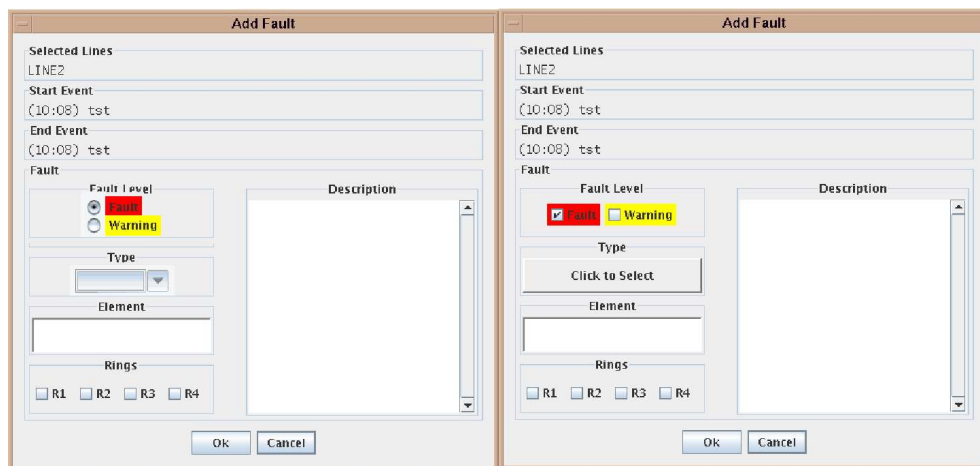 Add Fault
Selected Lines
LINE2
Start Event
(10:08) tst
End Event
(10:08) tst
Fault
Fault Level
Fault
Warning
Type
Element
Rings
R1 R2 R3 R4
Description
Ok Cancel
Add Fault
Selected Lines
LINE2
Start Event
(10:08) tst
End Event
(10:08) tst
Fault
Fault Level
Fault Warning
Type
Click to Select
Element
Rings
R1 R2 R3 R4
Description
Ok Cancel